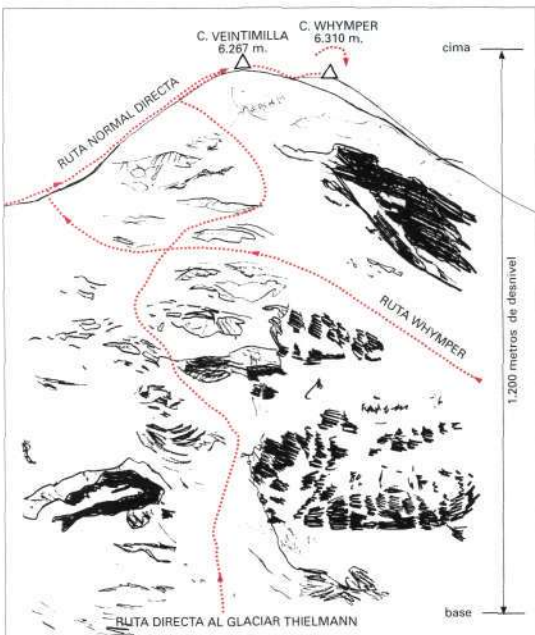 C. VEINTIMILLA
6.267 m.
C. WHYMPER
6.310 m.
cima
RUTA NORMAL DIRECTA
RUTA WHYMPER
1.200 metros de desnivel
base
RUTA DIRECTA AL GLACIAR THIELMANN